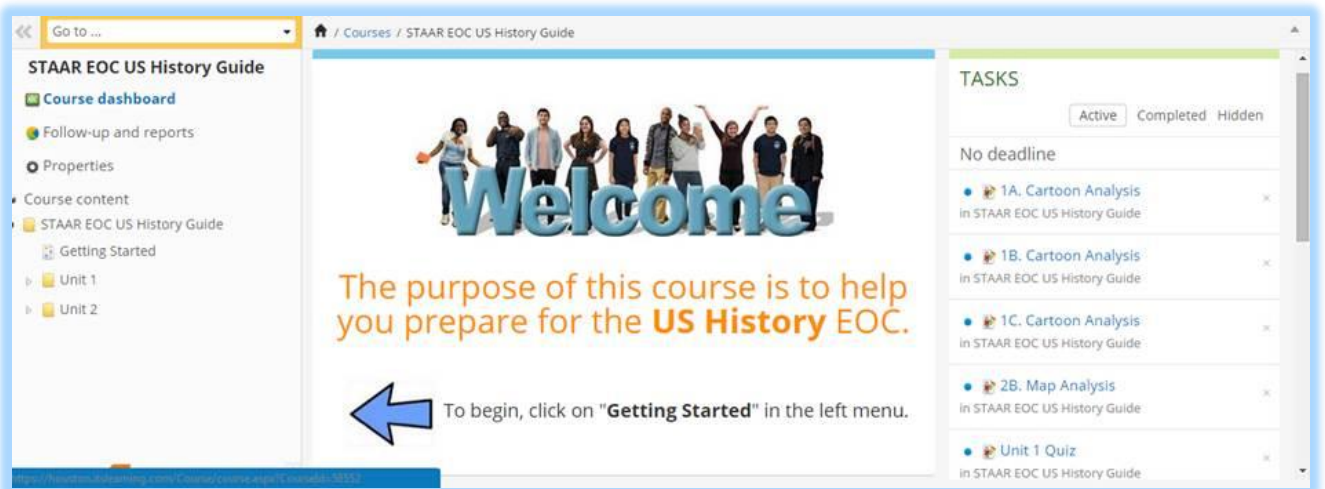 Go to ...
/ Courses / STAAR EOC US History Guide
STAAR EOC US History Guide
Course dashboard
Follow-up and reports
Properties
Course content
STAAR EOC US History Guide
Getting Started
Unit 1
Unit 2
Welcome
The purpose of this course is to help
you prepare for the US History EOC.
To begin, click on "Getting Started" in the left menu.
TASKS
Active Completed Hidden
No deadline
1A. Cartoon Analysis
in STAAR EOC US History Guide
1B. Cartoon Analysis
in STAAR EOC US History Guide
1C. Cartoon Analysis
in STAAR EOC US History Guide
2B. Map Analysis
in STAAR EOC US History Guide
Unit 1 Quiz
in STAAR EOC US History Guide